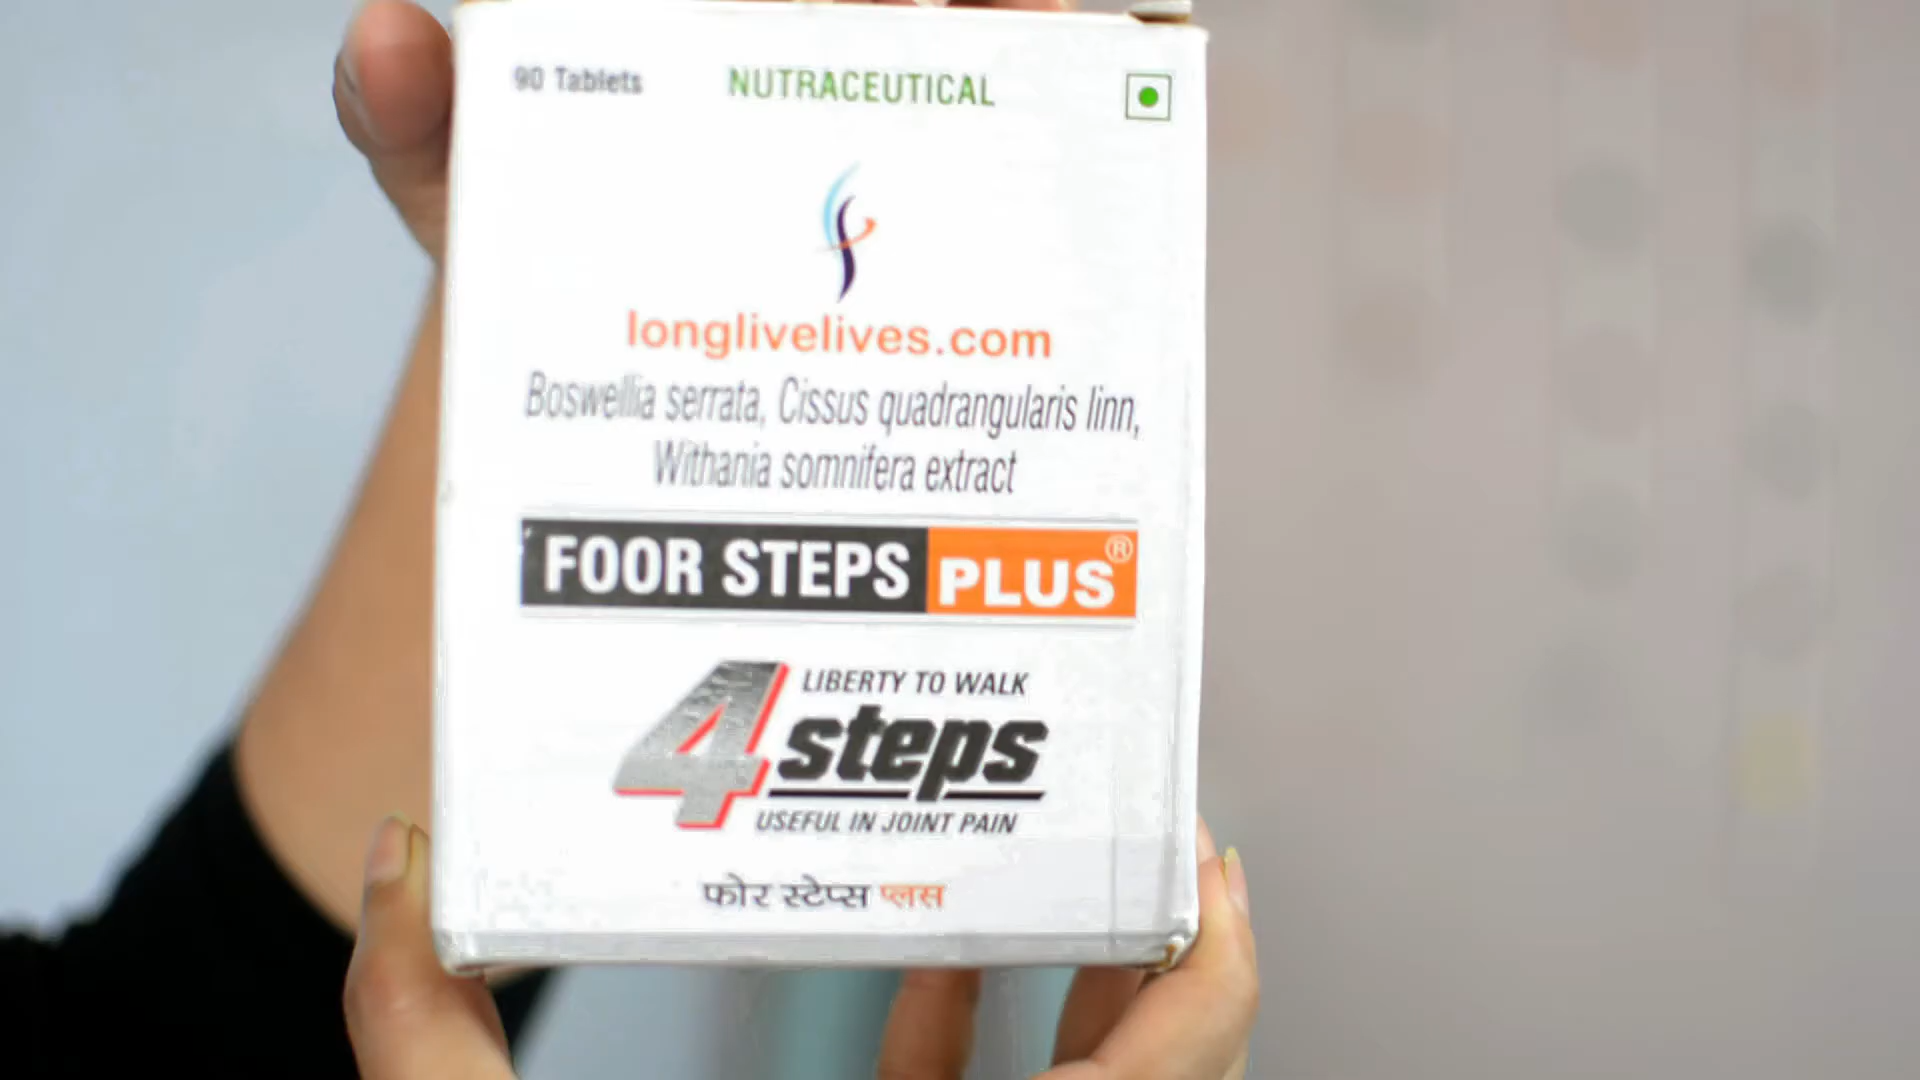 90 Tablets
NUTRACEUTICAL
longlivelives.com
Boswellia serrata, Cissus quadrangularis linn,
Withania somnifera extract
FOOR STEPS PLUS®
LIBERTY TO WALK
4 steps
USEFUL IN JOINT PAIN
फोर स्टेप्स प्लस